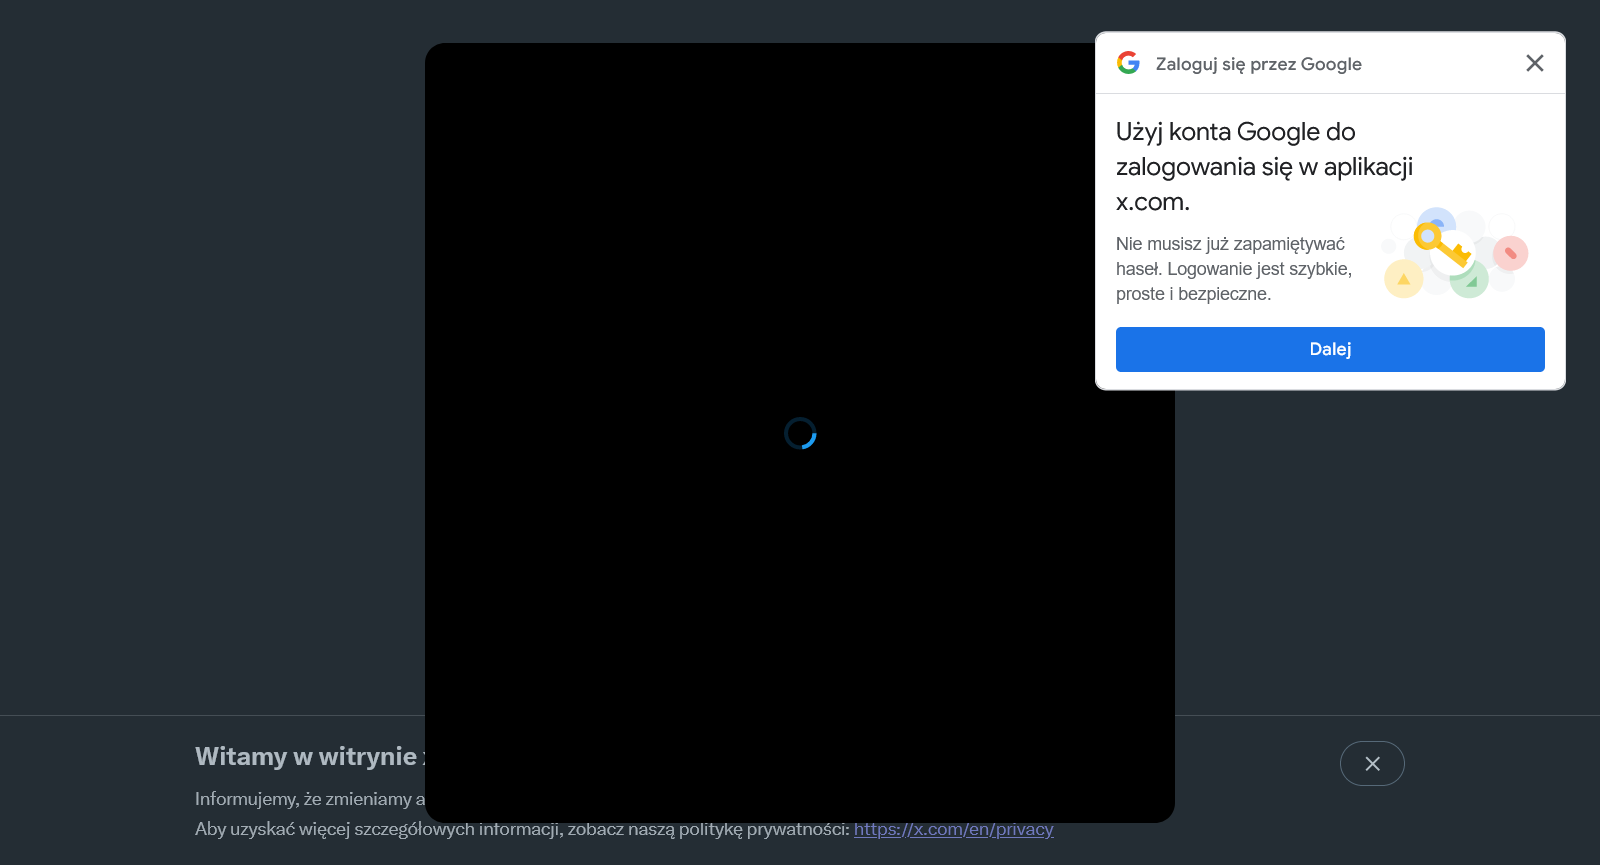 Zaloguj się przez Google
Użyj konta Google do
zalogowania się w aplikacji
x.com.
Nie musisz już zapamiętywać
haseł. Logowanie jest szybkie,
proste i bezpieczne.
Dalej
Witamy w witrynie
Informujemy, że zmieniamy
Aby uzyskać więcej szczegółowych informacji, zobacz naszą politykę prywatności: https://x.com/en/privacy